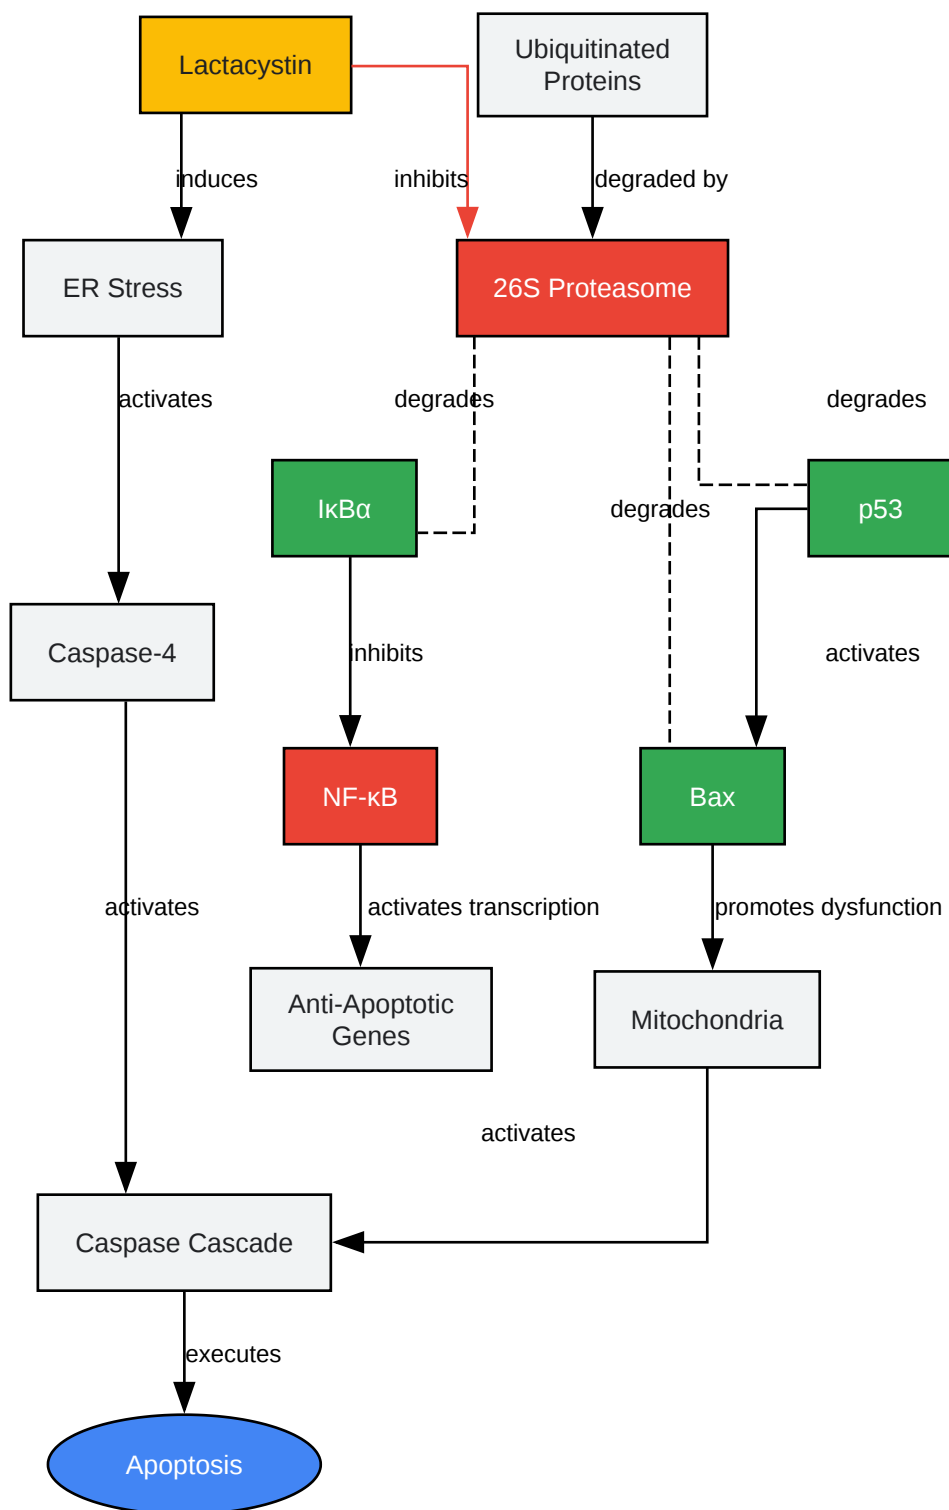 Lactacystin
Ubiquitinated
Proteins
induces
inhibits
degraded by
ER Stress
26S Proteasome
activates
degrades
degrades
IκBα
degrades
p53
Caspase-4
inhibits
activates
NF-κB
Bax
activates
activates transcription
promotes dysfunction
Anti-Apoptotic
Genes
Mitochondria
activates
Caspase Cascade
executes
Apoptosis